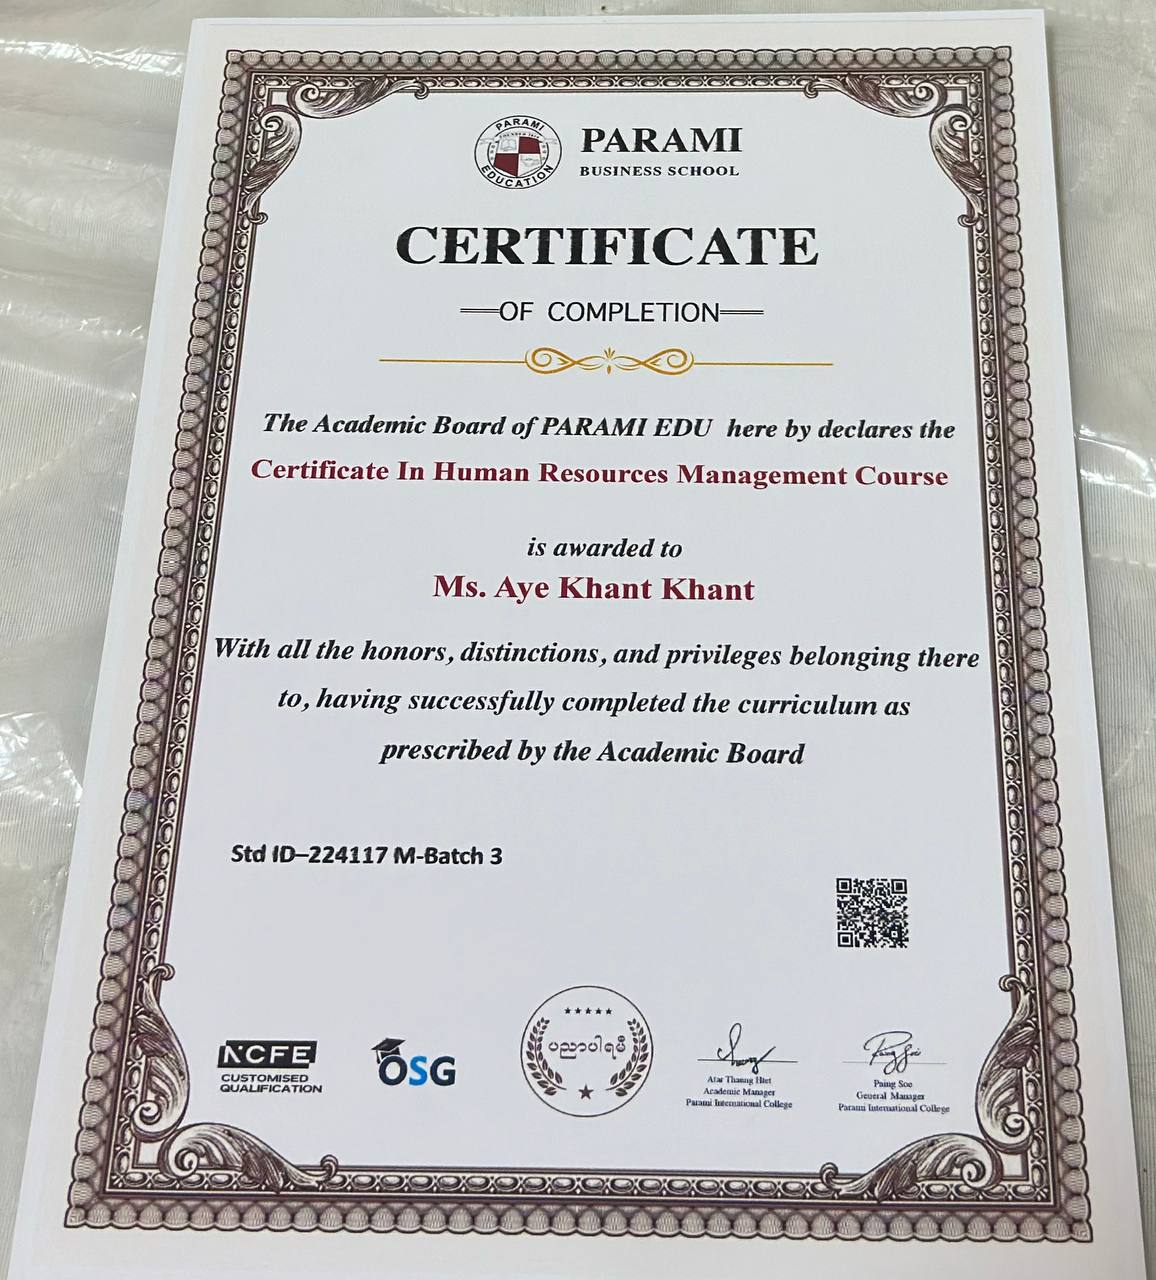 PARAMI
EDUCATION
PARAMI
BUSINESS SCHOOL
CERTIFICATE
OF COMPLETION
The Academic Board of PARAMI EDU here by declares the
Certificate In Human Resources Management Course
is awarded to
Ms. Aye Khant Khant
With all the honors, distinctions, and privileges belonging there
to, having successfully completed the curriculum as
prescribed by the Academic Board
Std ID–224117 M-Batch 3
NCFE
CUSTOMISED
QUALIFICATION
OSG
ပညာပါရမီ
Atar Thaung Htet
Academic Manager
Parami International College
Paing Soe
General Manager
Parami International College